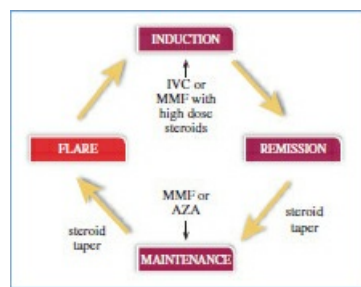 INDUCTION
IVC or
MMF with
high dose
steroids
FLARE
REMISSION
MMF or
AZA
steroid
taper
steroid
taper
MAINTENANCE